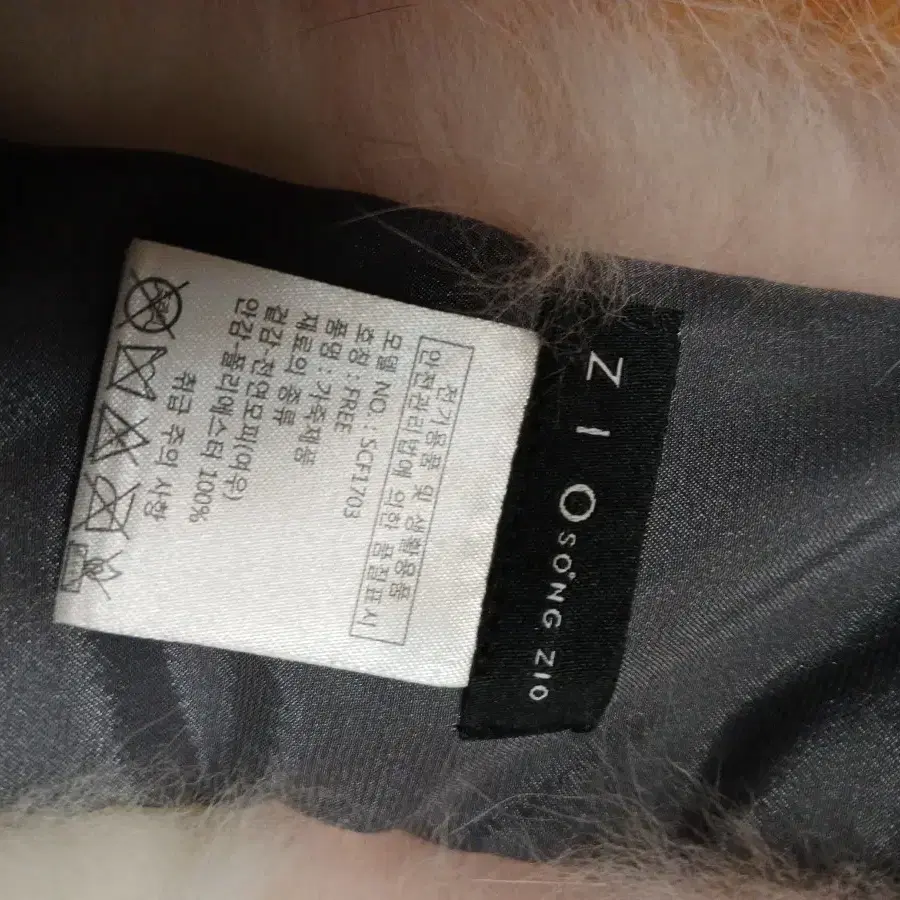 ZIO
SONG ZIO
전기용품 및 생활용품
안전관리법에 의한 품질표시
모델 NO : SCF1703
호칭 : FREE
품명 : 가죽제품
재료의 종류
겉감-천연모피(여우)
안감-폴리에스터 100%
취급 주의 사항